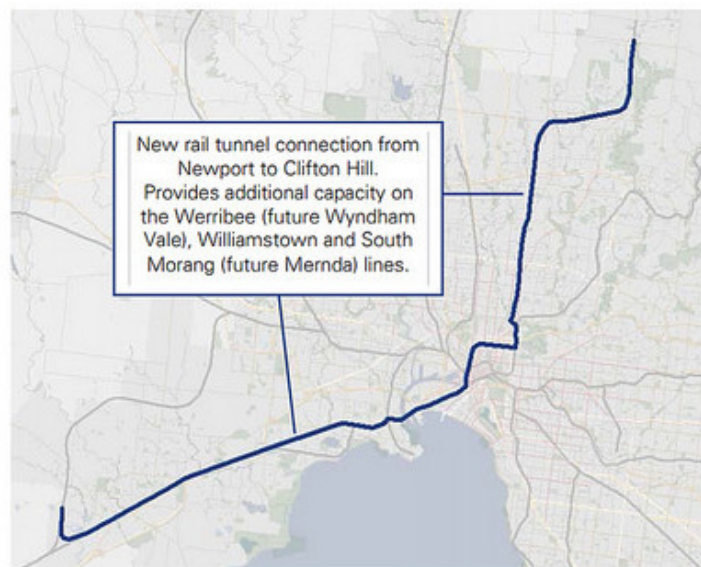 New rail tunnel connection from
Newport to Clifton Hill.
Provides additional capacity on
the Werribee (future Wyndham
Vale), Williamstown and South
Morang (future Mernda) lines.